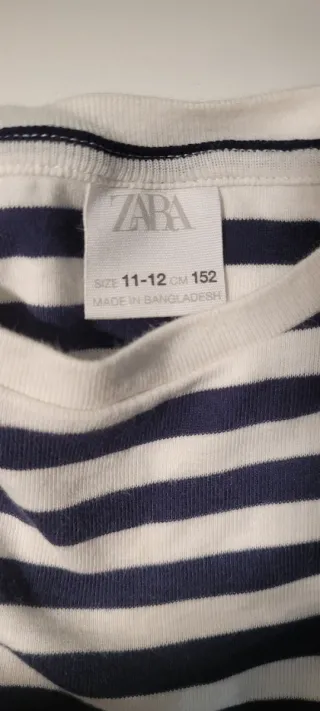 ZARA
SIZE 11-12 CM 152
MADE IN BANGLADESH